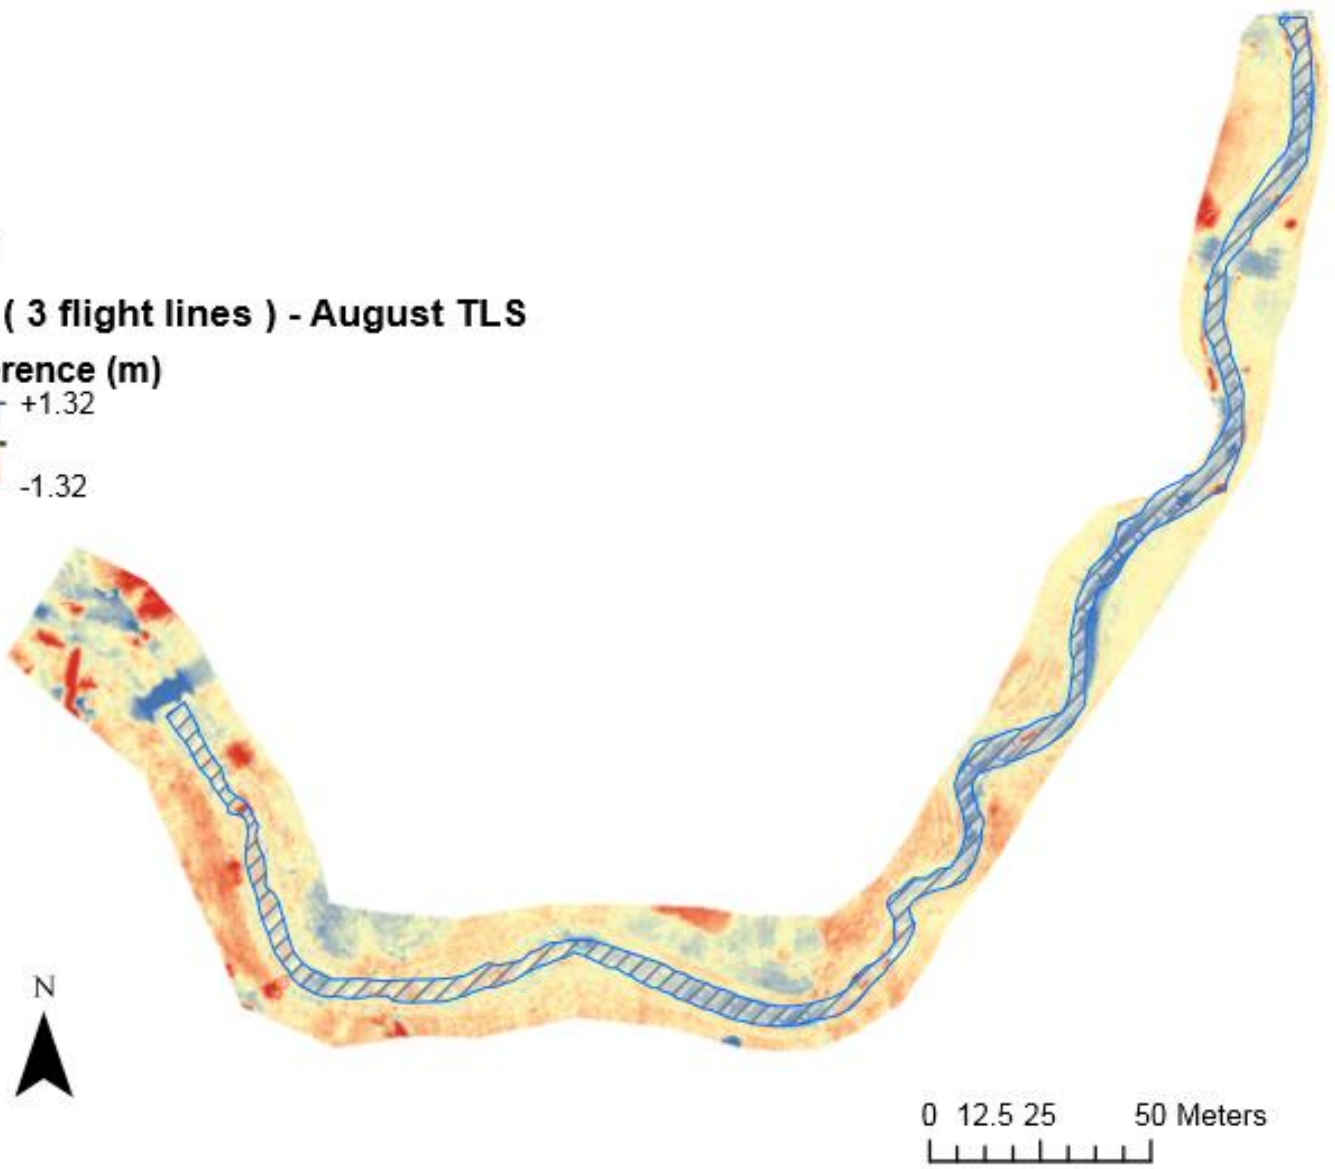 ( 3 flight lines ) - August TLS
rence (m)
+1.32
-1.32
N
0 12.5 25 50 Meters